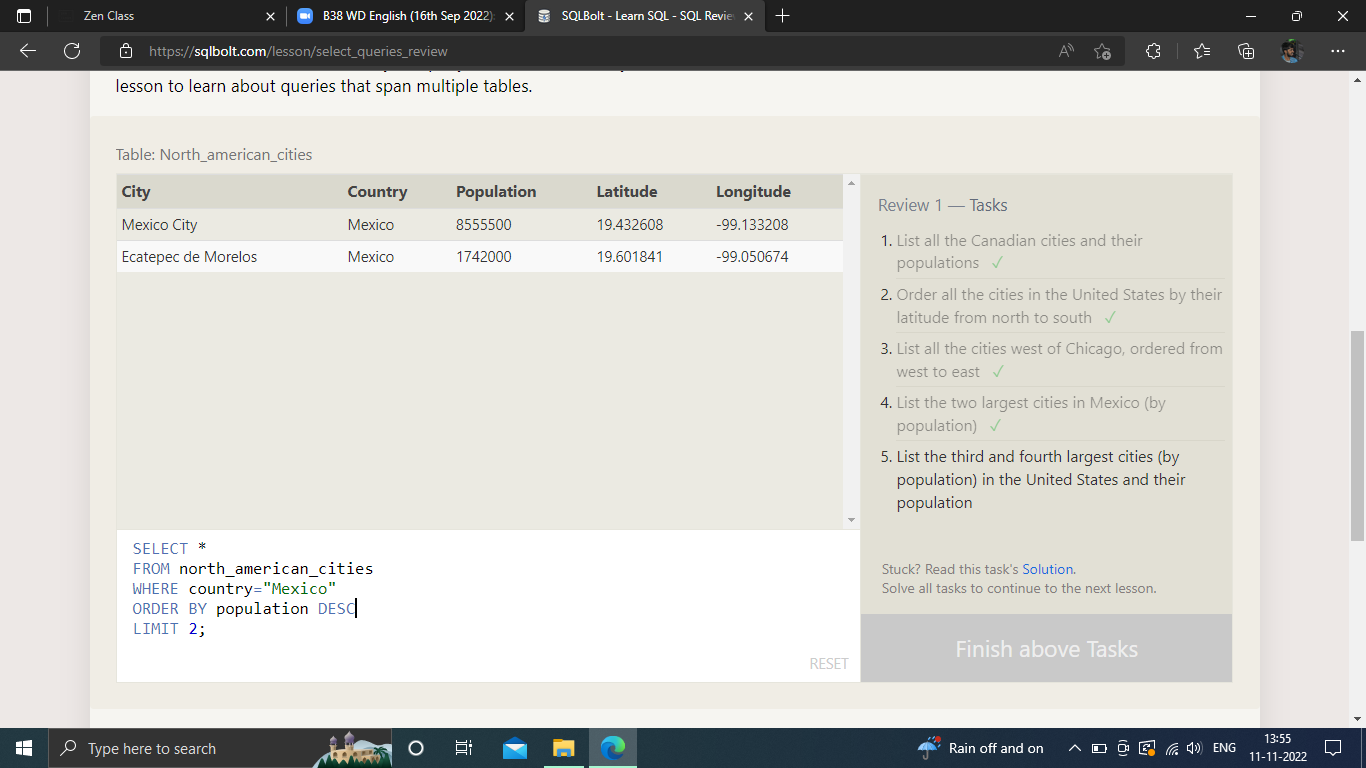 Zen Class
B38 WD English (16th Sep 2022):
SQLBolt - Learn SQL - SQL Revie
https://sqlbolt.com/lesson/select_queries_review
lesson to learn about queries that span multiple tables.
Table: North_american_cities
City Country Population Latitude Longitude
Mexico City Mexico 8555500 19.432608 -99.133208
Ecatepec de Morelos Mexico 1742000 19.601841 -99.050674
SELECT *
FROM north_american_cities
WHERE country="Mexico"
ORDER BY population DESC
LIMIT 2;
RESET
Review 1 — Tasks
1. List all the Canadian cities and their
populations ✓
2. Order all the cities in the United States by their
latitude from north to south ✓
3. List all the cities west of Chicago, ordered from
west to east ✓
4. List the two largest cities in Mexico (by
population) ✓
5. List the third and fourth largest cities (by
population) in the United States and their
population
Stuck? Read this task's Solution.
Solve all tasks to continue to the next lesson.
Finish above Tasks
Type here to search
Rain off and on
ENG
13:55
11-11-2022